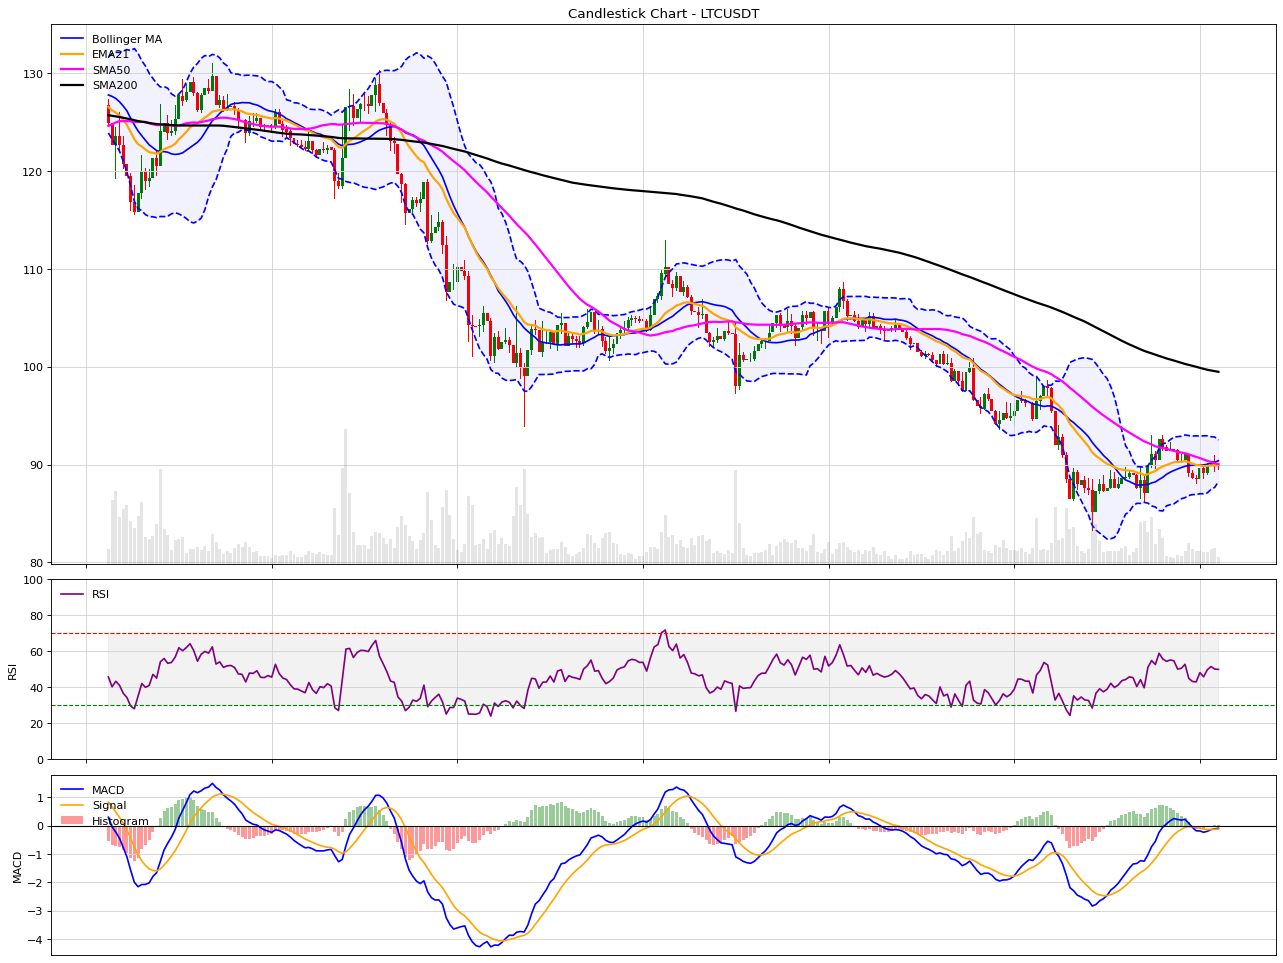 Candlestick Chart - LTCUSDT
Bollinger MA
EMA21
SMA50
SMA200
130
120
110
100
90
80
RSI
100
80
60
40
20
0
RSI
MACD
Signal
Histogram
1
0
−1
−2
−3
−4
MACD